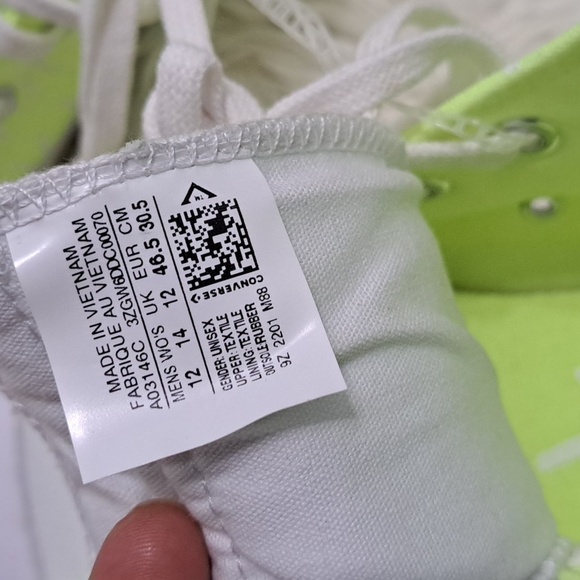 MADE IN VIETNAM
FABRIQUE AU VIETNAM
A03146C 3ZGW6DDC00070
MENS WO'S UK EUR CM
12 14 12 46.5 30.5
CONVERSE
GENDER: UNISEX
UPPER: TEXTILE
LINING: TEXTILE
OUTSOLE: RUBBER
9Z 2201 M88